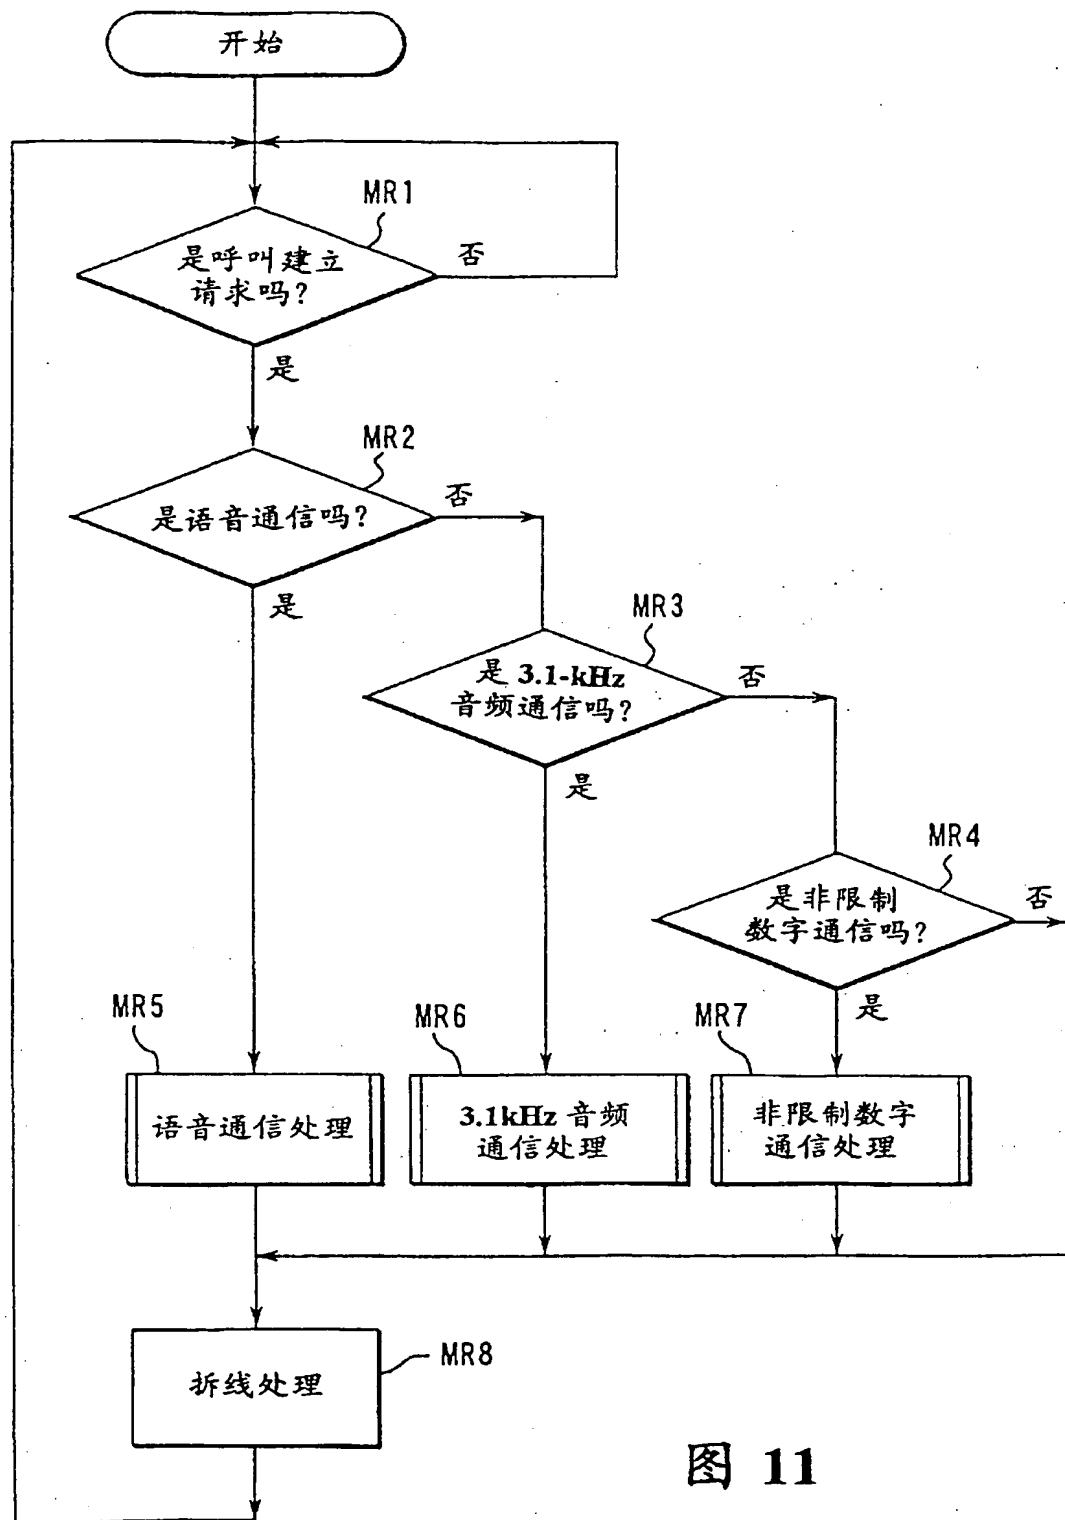 开始
MR1
是呼叫建立
请求吗?
否
是
MR2
是语音通信吗?
否
是
MR3
是 3.1-kHz
音频通信吗?
否
是
MR4
是非限制
数字通信吗?
否
是
MR5
语音通信处理
MR6
3.1kHz 音频
通信处理
MR7
非限制数字
通信处理
拆线处理
MR8
图 11